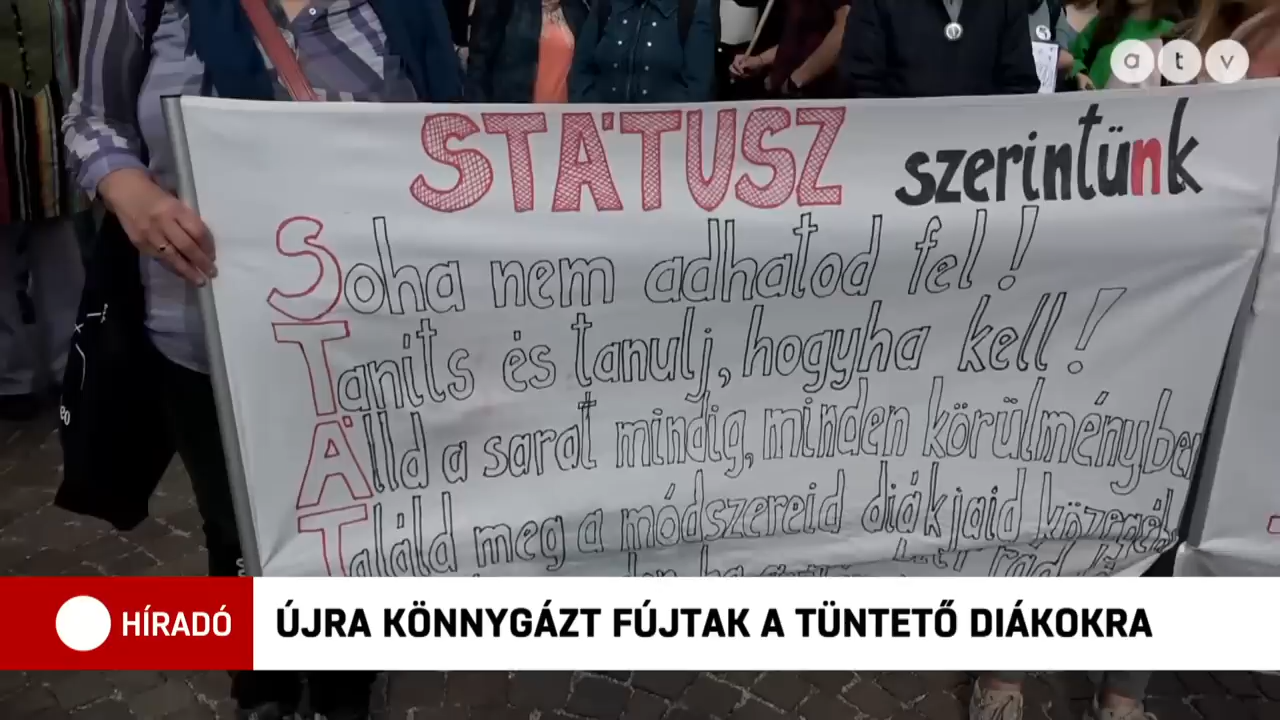 atv
STÁTUSZ szerintünk
Soha nem adhatod fel!
Taníts és tanulj, hogyha kell!
Álld a sarat mindig, minden körülményben
Találd meg a módszereid diákjaid
HÍRADÓ
ÚJRA KÖNNYGÁZT FÚJTAK A TÜNTETŐ DIÁKOKRA